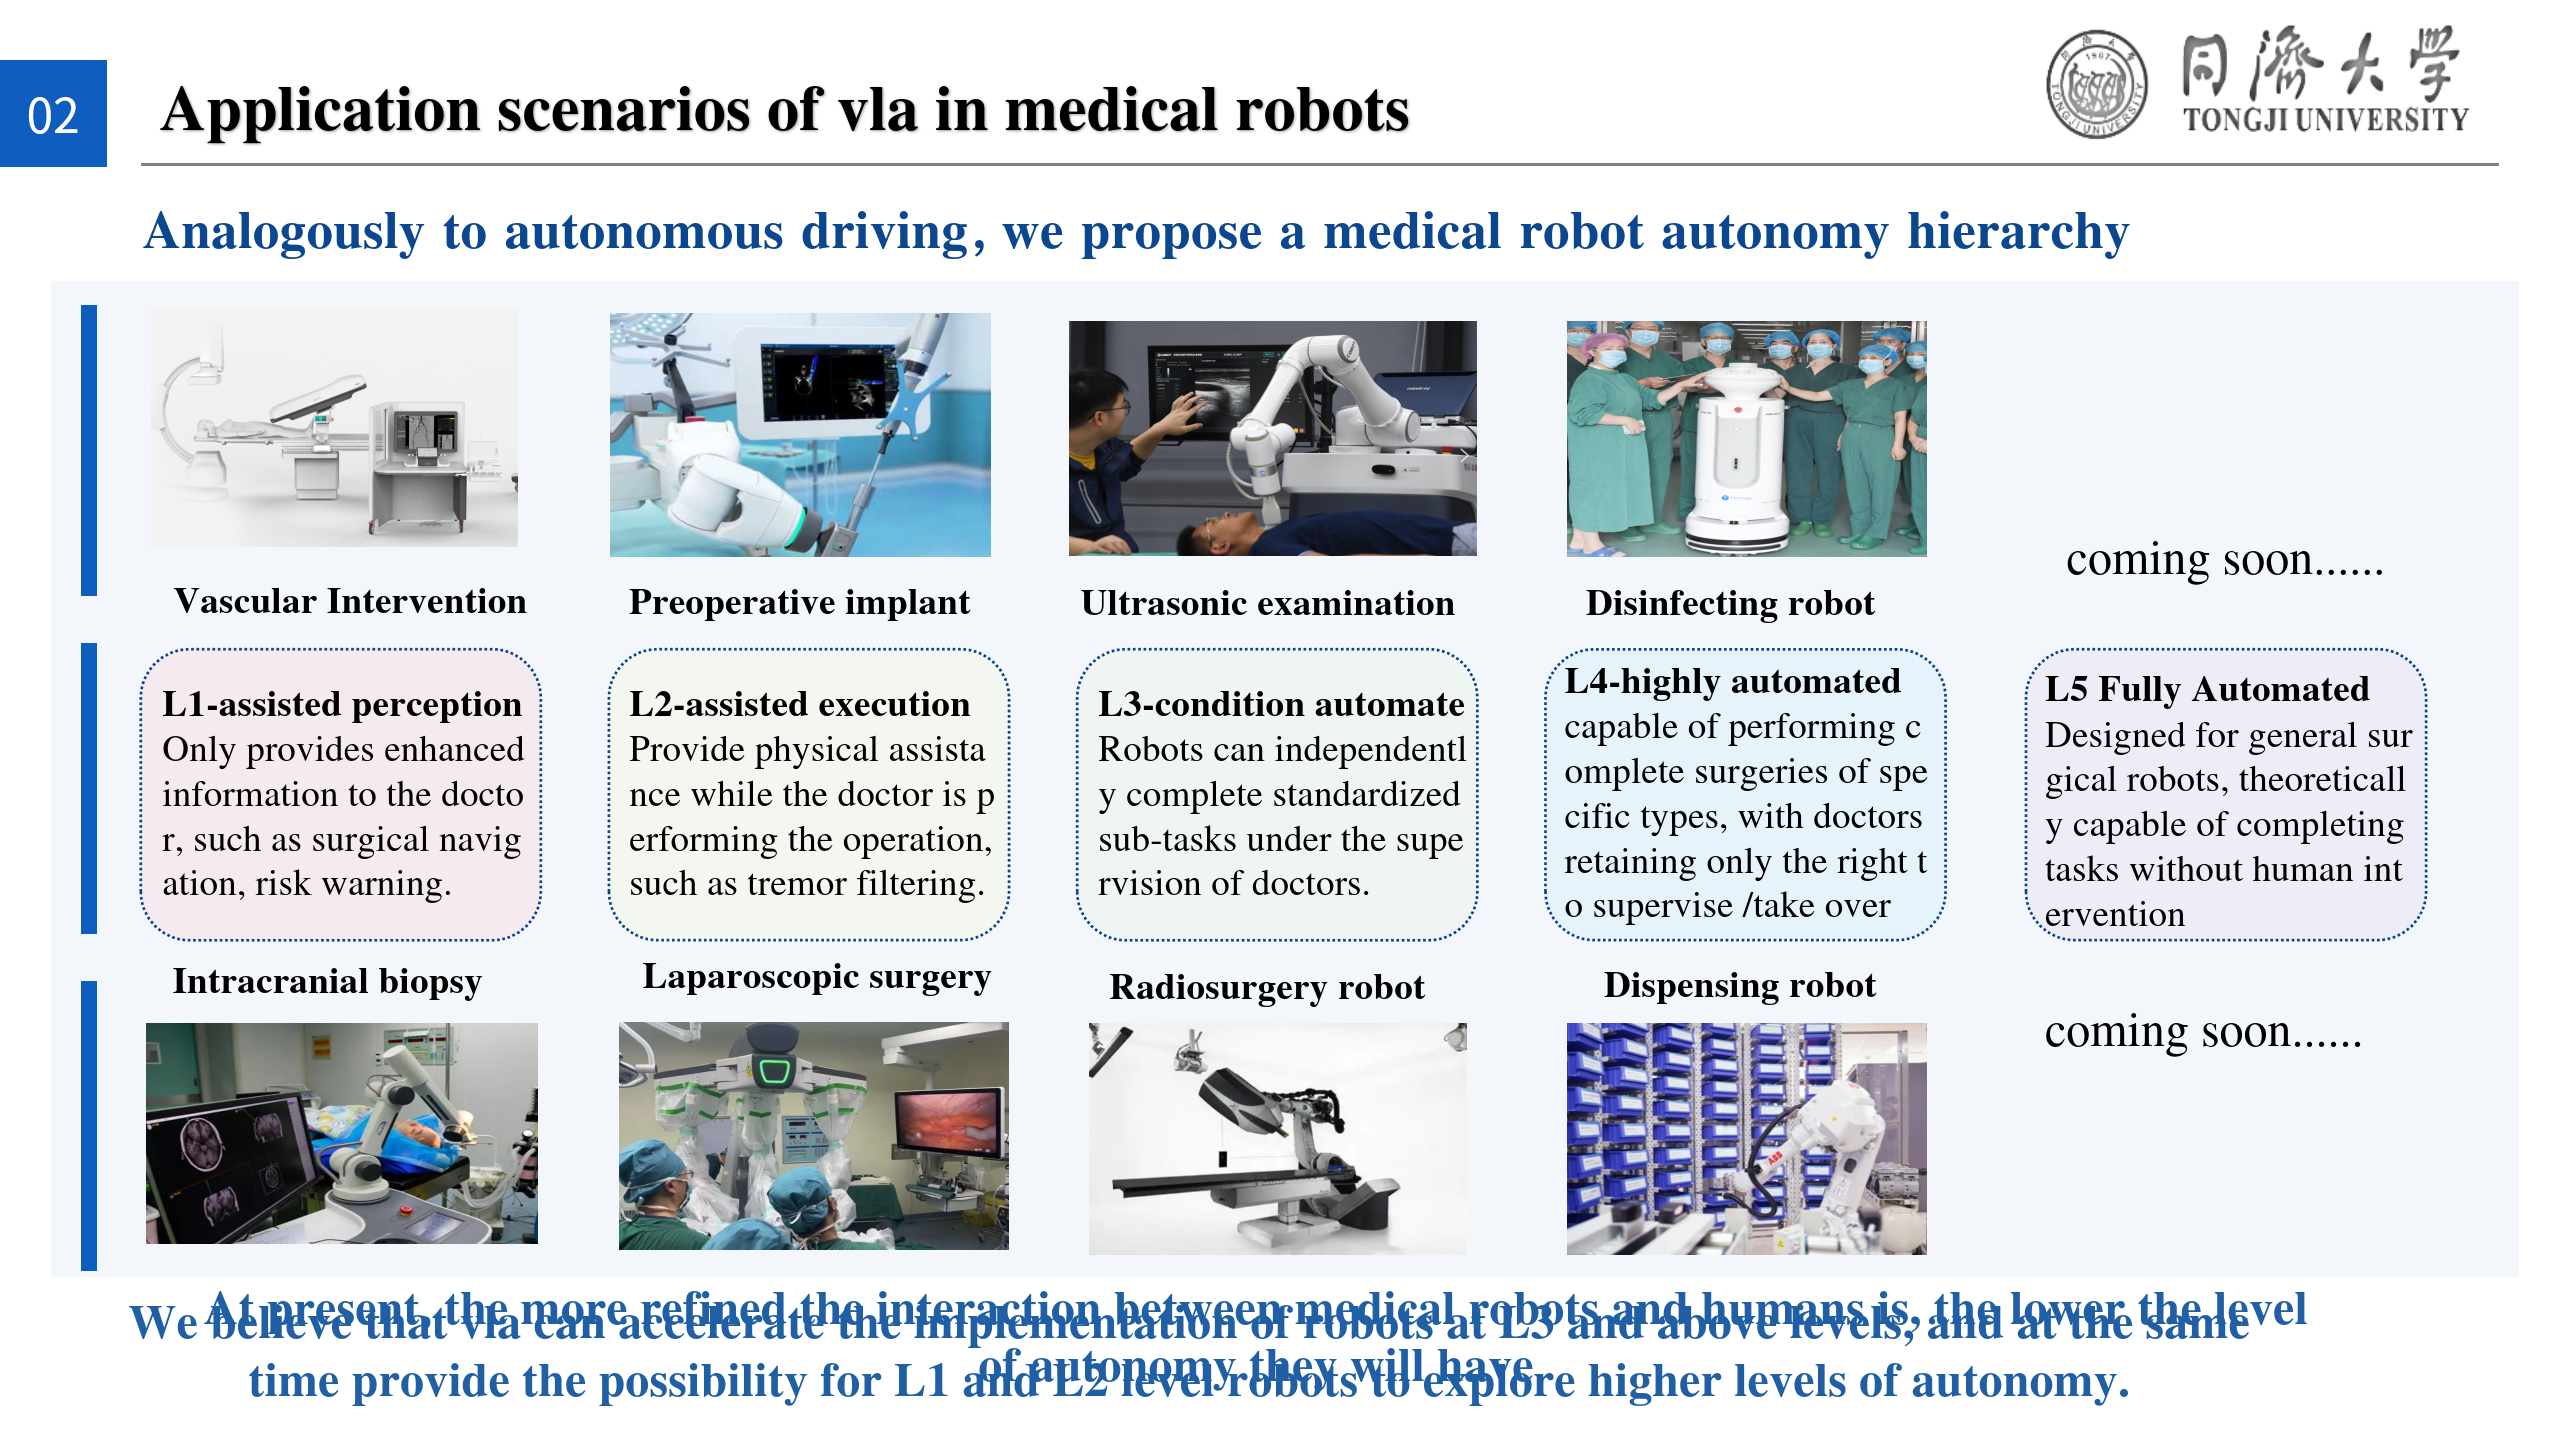 02
Application scenarios of vla in medical robots
同濟大学
TONGJI UNIVERSITY
Analogously to autonomous driving, we propose a medical robot autonomy hierarchy
Vascular Intervention
Preoperative implant
Ultrasonic examination
Disinfecting robot
coming soon......
L1-assisted perception
Only provides enhanced
information to the docto
r, such as surgical navig
ation, risk warning.
L2-assisted execution
Provide physical assista
nce while the doctor is p
erforming the operation,
such as tremor filtering.
L3-condition automate
Robots can independentl
y complete standardized
sub-tasks under the supe
rvision of doctors.
L4-highly automated
capable of performing c
omplete surgeries of spe
cific types, with doctors
retaining only the right t
o supervise /take over
L5 Fully Automated
Designed for general sur
gical robots, theoreticall
y capable of completing
tasks without human int
ervention
Intracranial biopsy
Laparoscopic surgery
Radiosurgery robot
Dispensing robot
coming soon......
ABB
At present, the more refined the interaction between medical robots and humans is, the lower the level
of autonomy they will have
We believe that vla can accelerate the implementation of robots at L3 and above levels, and at the same
time provide the possibility for L1 and L2 level robots to explore higher levels of autonomy.